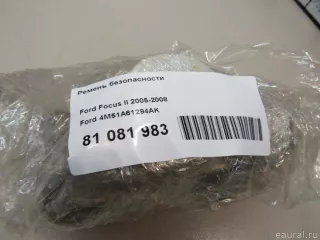 Ремень безопасности
Ford Focus II 2005-2008
Ford 4M51A61294AK
81 081 983
eaural.ru